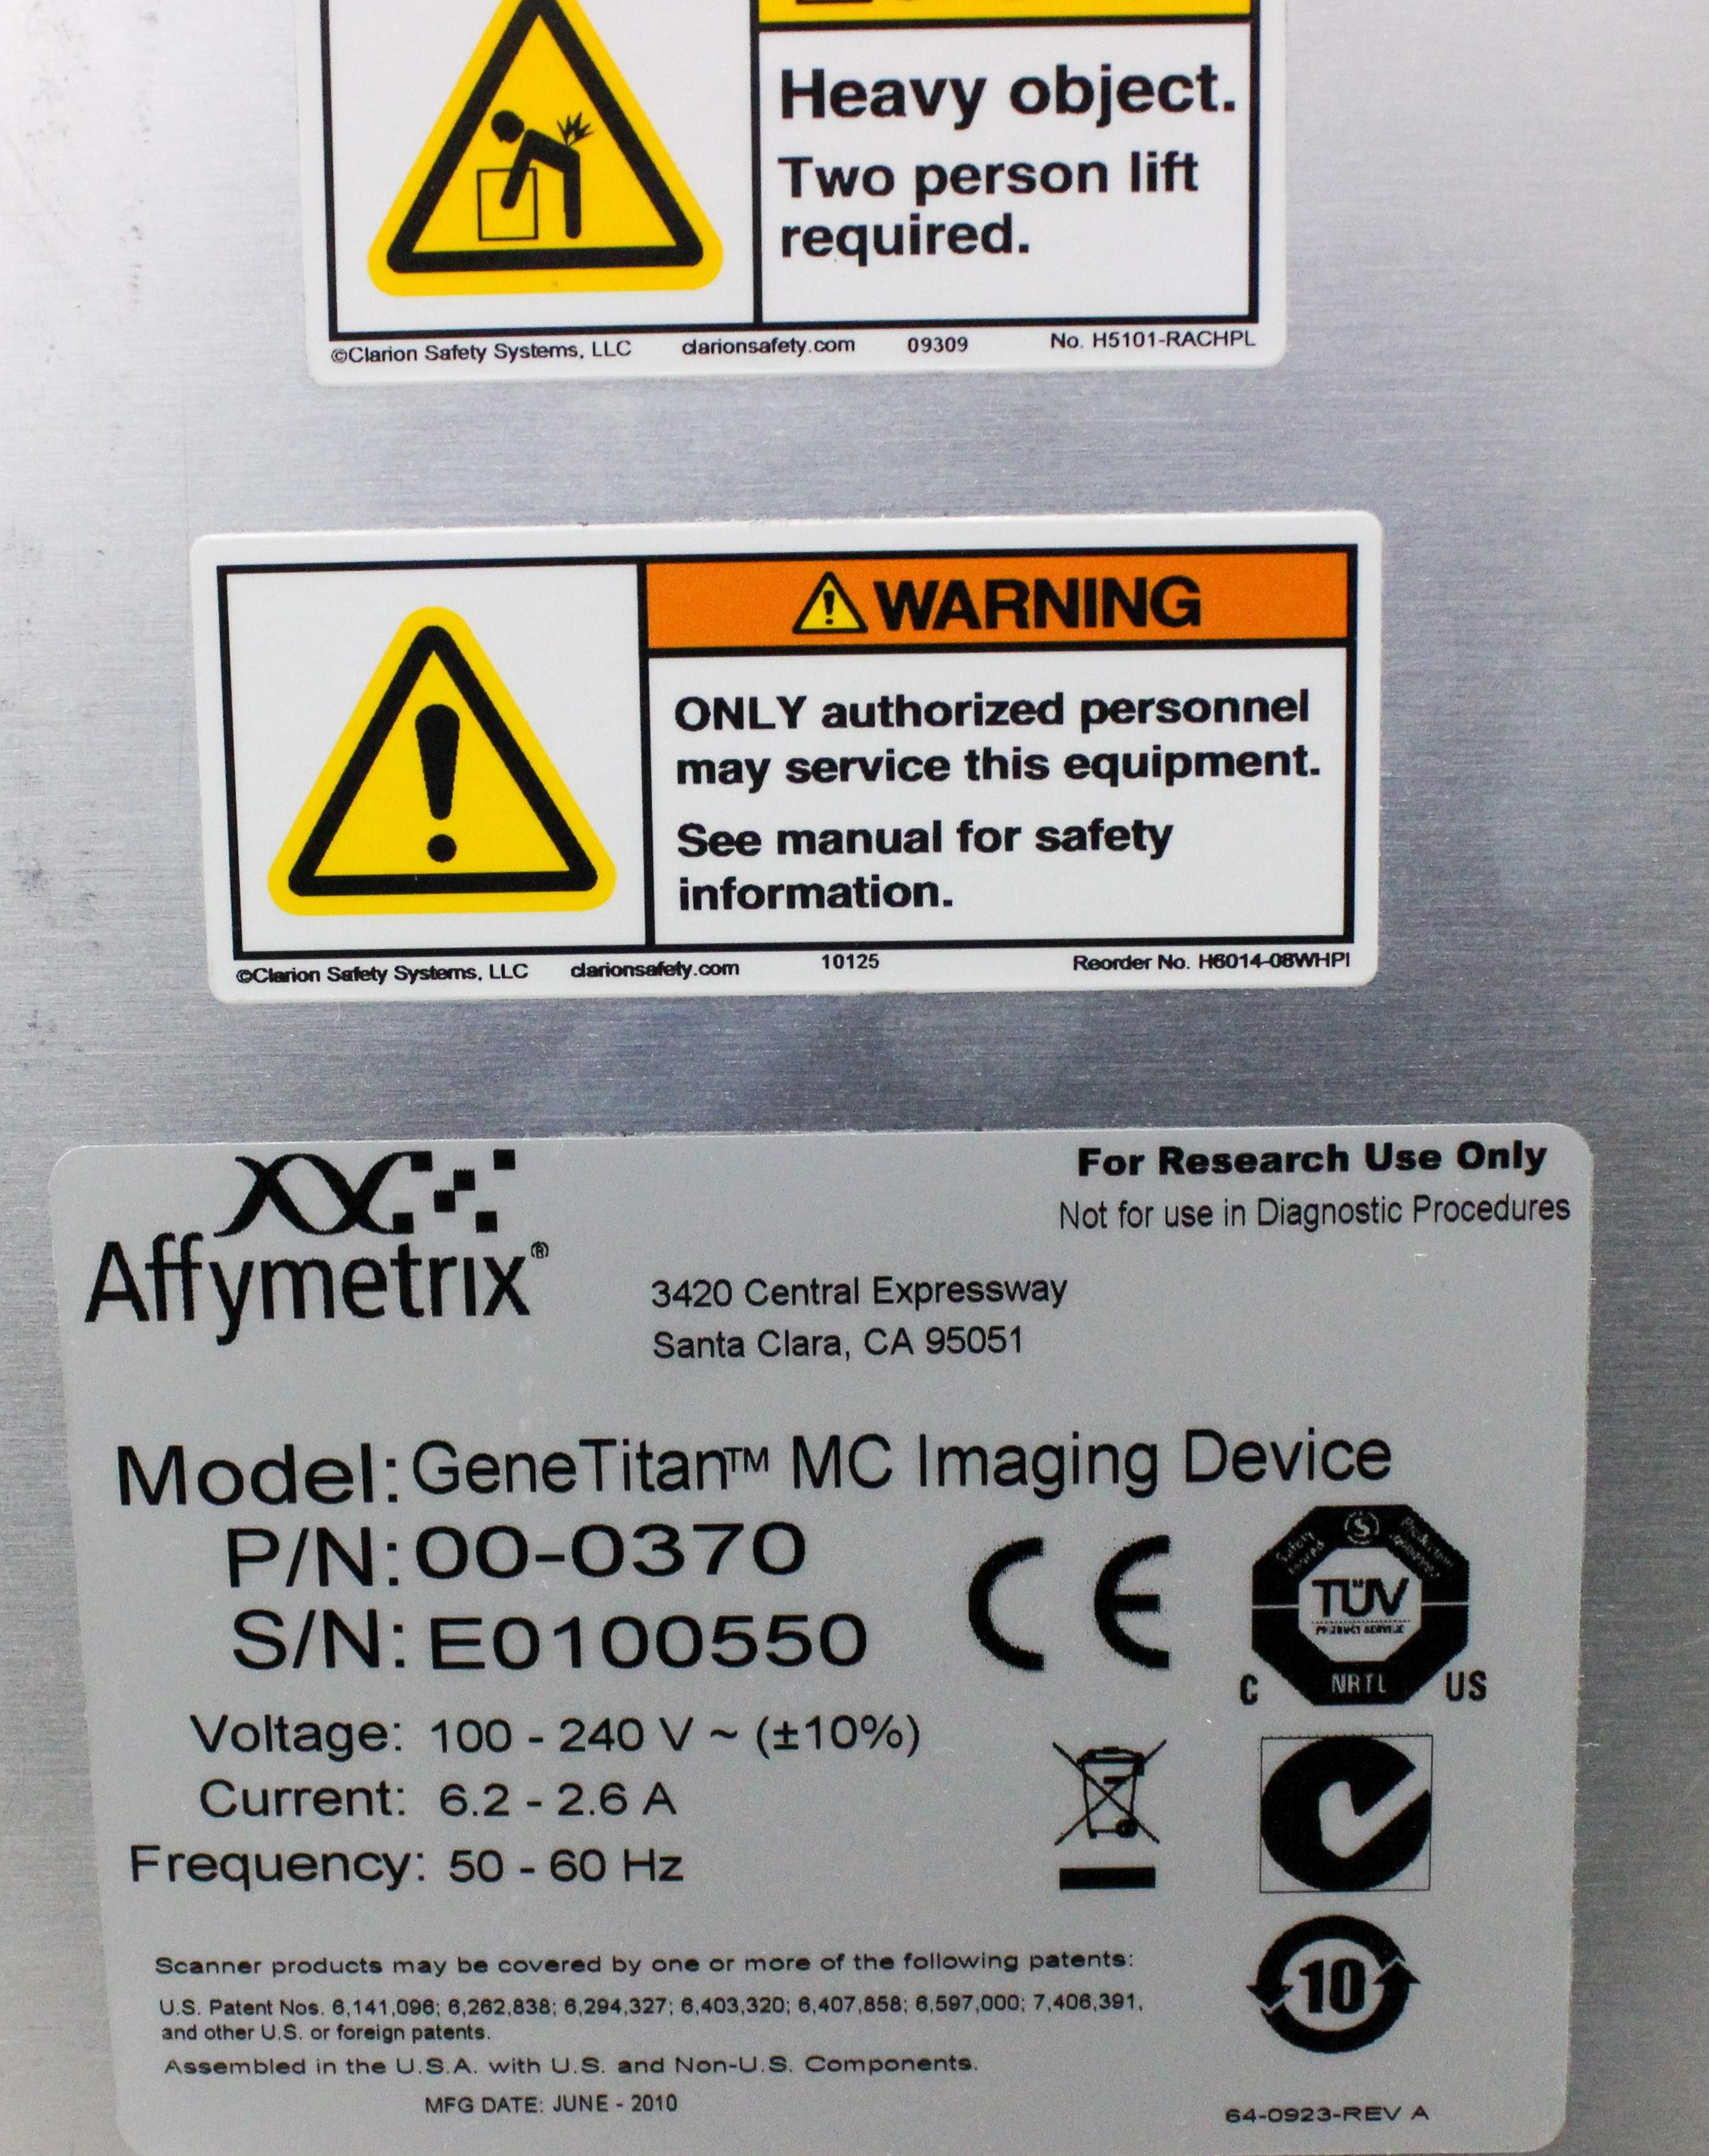 Heavy object.
Two person lift
required.
©Clarion Safety Systems, LLC clarionsafety.com 09309 No. H5101-RACHPL
WARNING
ONLY authorized personnel
may service this equipment.
See manual for safety
information.
©Clarion Safety Systems, LLC clarionsafety.com 10125 Reorder No. H6014-08WHPI
For Research Use Only
Not for use in Diagnostic Procedures
Affymetrix®
3420 Central Expressway
Santa Clara, CA 95051
Model: GeneTitan™ MC Imaging Device
P/N: 00-0370
S/N: E0100550
CE
TÜV
PRODUCT SERVICE
C NRTL US
Voltage: 100 - 240 V ~ (±10%)
Current: 6.2 - 2.6 A
Frequency: 50 - 60 Hz
10
Scanner products may be covered by one or more of the following patents:
U.S. Patent Nos. 6,141,096; 6,262,838; 6,294,327; 6,403,320; 6,407,858; 6,597,000; 7,406,391,
and other U.S. or foreign patents.
Assembled in the U.S.A. with U.S. and Non-U.S. Components.
MFG DATE: JUNE - 2010
64-0923-REV A